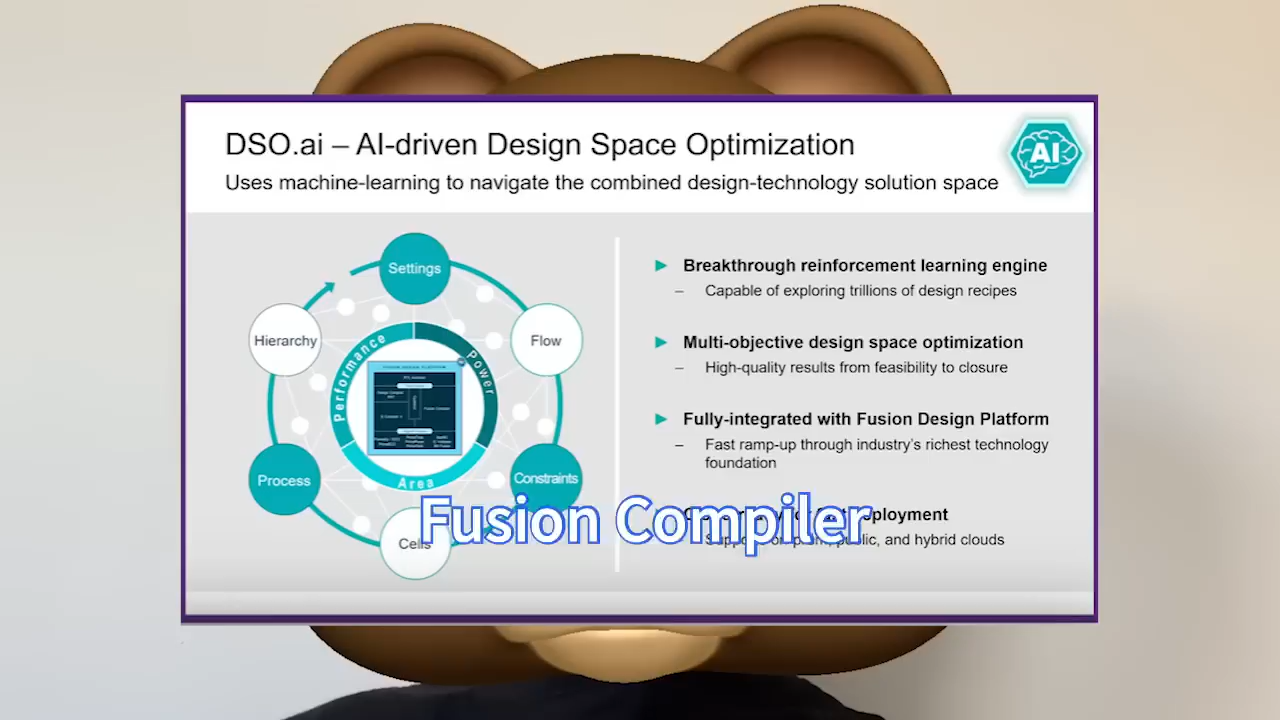 DSO.ai – AI-driven Design Space Optimization
Uses machine-learning to navigate the combined design-technology solution space
AI
Settings
Hierarchy
Flow
Performance
Power
Area
Process
Constraints
Cells
Breakthrough reinforcement learning engine
– Capable of exploring trillions of design recipes
Multi-objective design space optimization
– High-quality results from feasibility to closure
Fully-integrated with Fusion Design Platform
– Fast ramp-up through industry's richest technology
foundation
– public, and hybrid clouds
Fusion Compiler